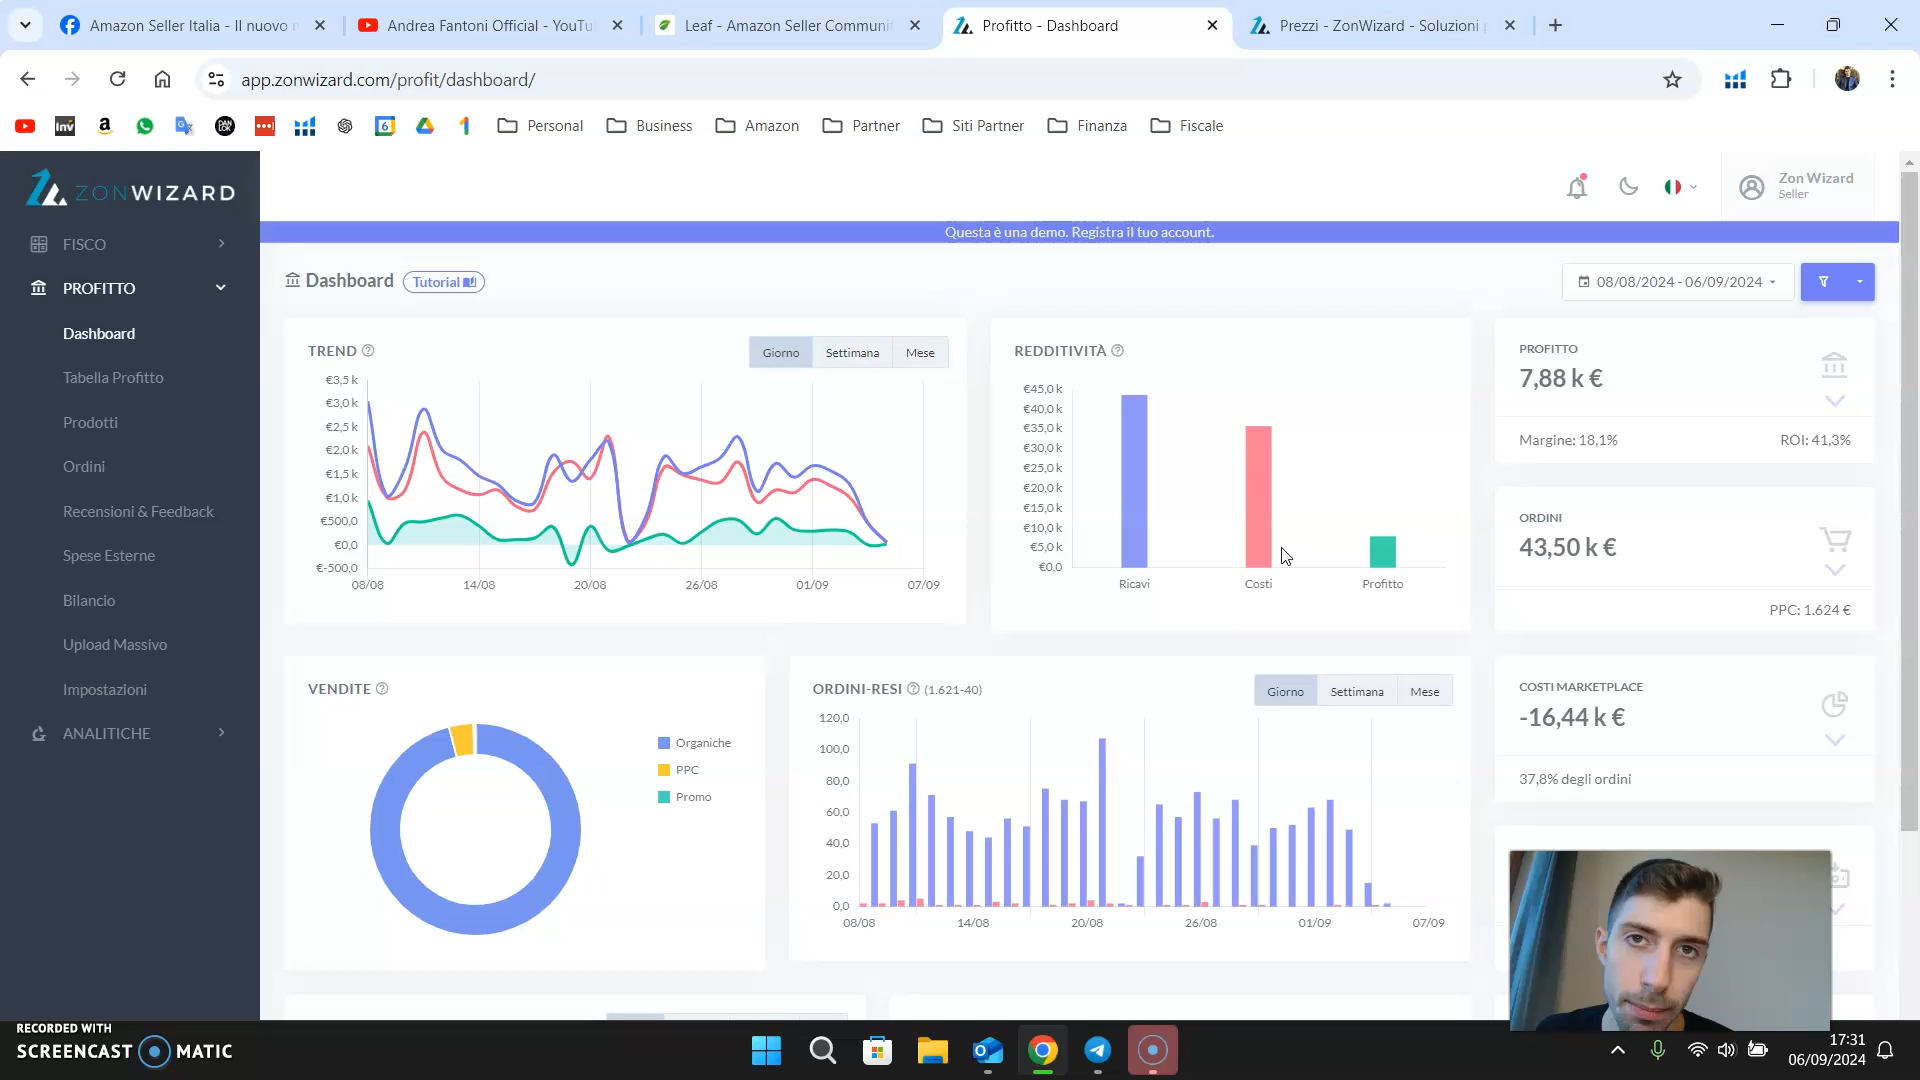 Amazon Seller Italia - Il nuovo
Andrea Fantoni Official - YouTu
Leaf - Amazon Seller Communi
Profitto - Dashboard
Prezzi - ZonWizard - Soluzioni
app.zonwizard.com/profit/dashboard/
Inv
DAN LOK
6
Personal
Business
Amazon
Partner
Siti Partner
Finanza
Fiscale
ZONWIZARD
Zon Wizard
Seller
Questa è una demo. Registra il tuo account.
FISCO
PROFITTO
Dashboard
Tabella Profitto
Prodotti
Ordini
Recensioni & Feedback
Spese Esterne
Bilancio
Upload Massivo
Impostazioni
ANALITICHE
Dashboard
Tutorial
08/08/2024 - 06/09/2024
TREND
Giorno
Settimana
Mese
€3,5 k
€3,0 k
€2,5 k
€2,0 k
€1,5 k
€1,0 k
€500,0
€0,0
€-500,0
08/08
14/08
20/08
26/08
01/09
07/09
REDDITIVITÀ
€45,0 k
€40,0 k
€35,0 k
€30,0 k
€25,0 k
€20,0 k
€15,0 k
€10,0 k
€5,0 k
€0,0
Ricavi
Costi
Profitto
PROFITTO
7,88 k €
Margine: 18,1%
ROI: 41,3%
ORDINI
43,50 k €
PPC: 1.624 €
VENDITE
Organiche
PPC
Promo
ORDINI-RESI (1.621-40)
Giorno
Settimana
Mese
120,0
100,0
80,0
60,0
40,0
20,0
0,0
08/08
14/08
20/08
26/08
01/09
07/09
COSTI MARKETPLACE
-16,44 k €
37,8% degli ordini
RECORDED WITH
SCREENCAST MATIC
17:31
06/09/2024